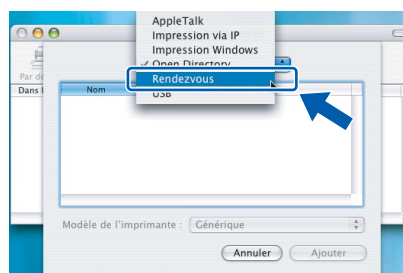 AppleTalk
Impression via IP
Impression Windows
✓ Open Directory
Rendezvous
USB
Par dé
Dans l
Nom
Modèle de l'imprimante : Générique
Annuler
Ajouter